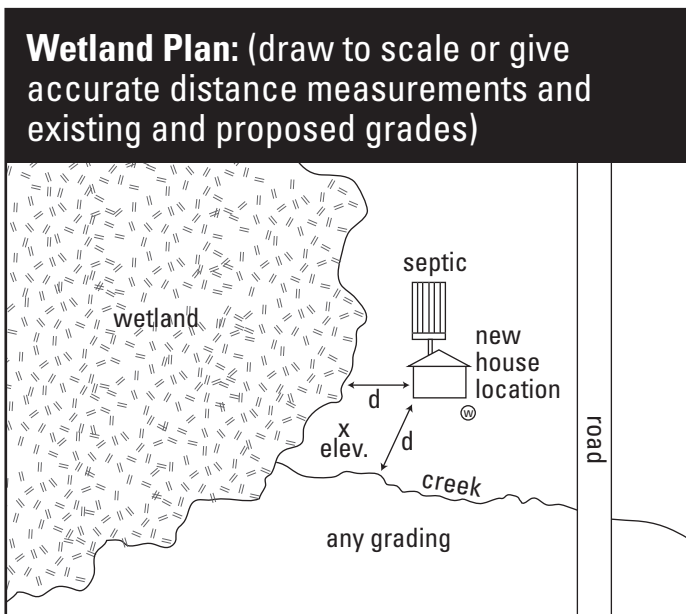 Wetland Plan: (draw to scale or give
accurate distance measurements and
existing and proposed grades)
septic
wetland
new
house
location
d
w
x
elev.
d
road
creek
any grading